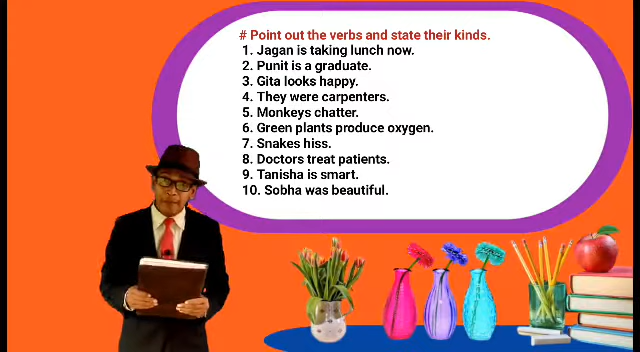 # Point out the verbs and state their kinds.
1. Jagan is taking lunch now.
2. Punit is a graduate.
3. Gita looks happy.
4. They were carpenters.
5. Monkeys chatter.
6. Green plants produce oxygen.
7. Snakes hiss.
8. Doctors treat patients.
9. Tanisha is smart.
10. Sobha was beautiful.